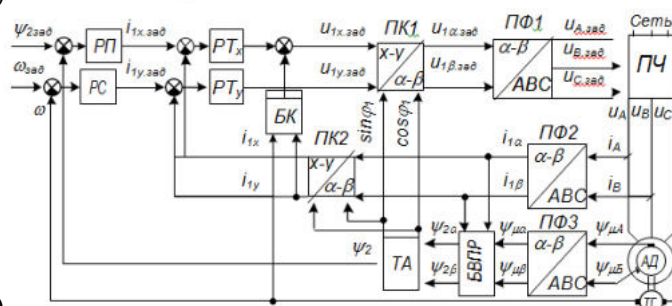 ψ2зад i1x.зад u1x.зад ПК1 u1α.зад ПФ1 uA.зад Сеть
РП РТx x-y α-β uB.зад
ωзад i1y.зад u1y.зад α-β u1β.зад ABC uC.зад ПЧ
РС РТy
ω БК sinφ1 cosφ1 uA uB uC
i1x ПК2 i1α ПФ2 iA
x-y α-β
i1y α-β i1β ABC iB
ψ2α ψμα ПФ3 ψμA
ψ2 ТА БВПР α-β АД
ψ2β ψμβ ABC ψμБ
ТГ